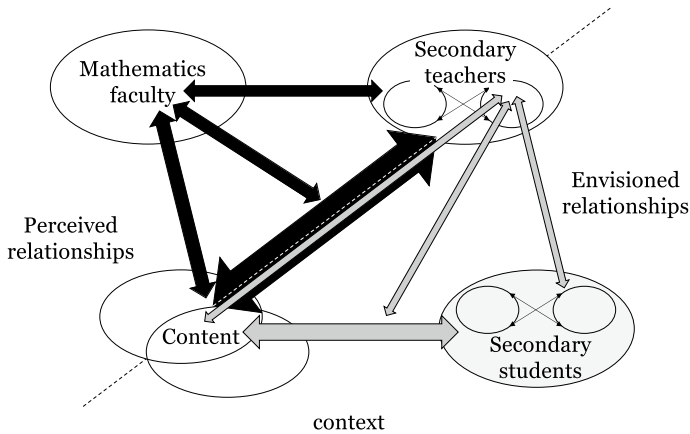 Secondary
teachers
Mathematics
faculty
Envisioned
relationships
Perceived
relationships
Content
Secondary
students
context